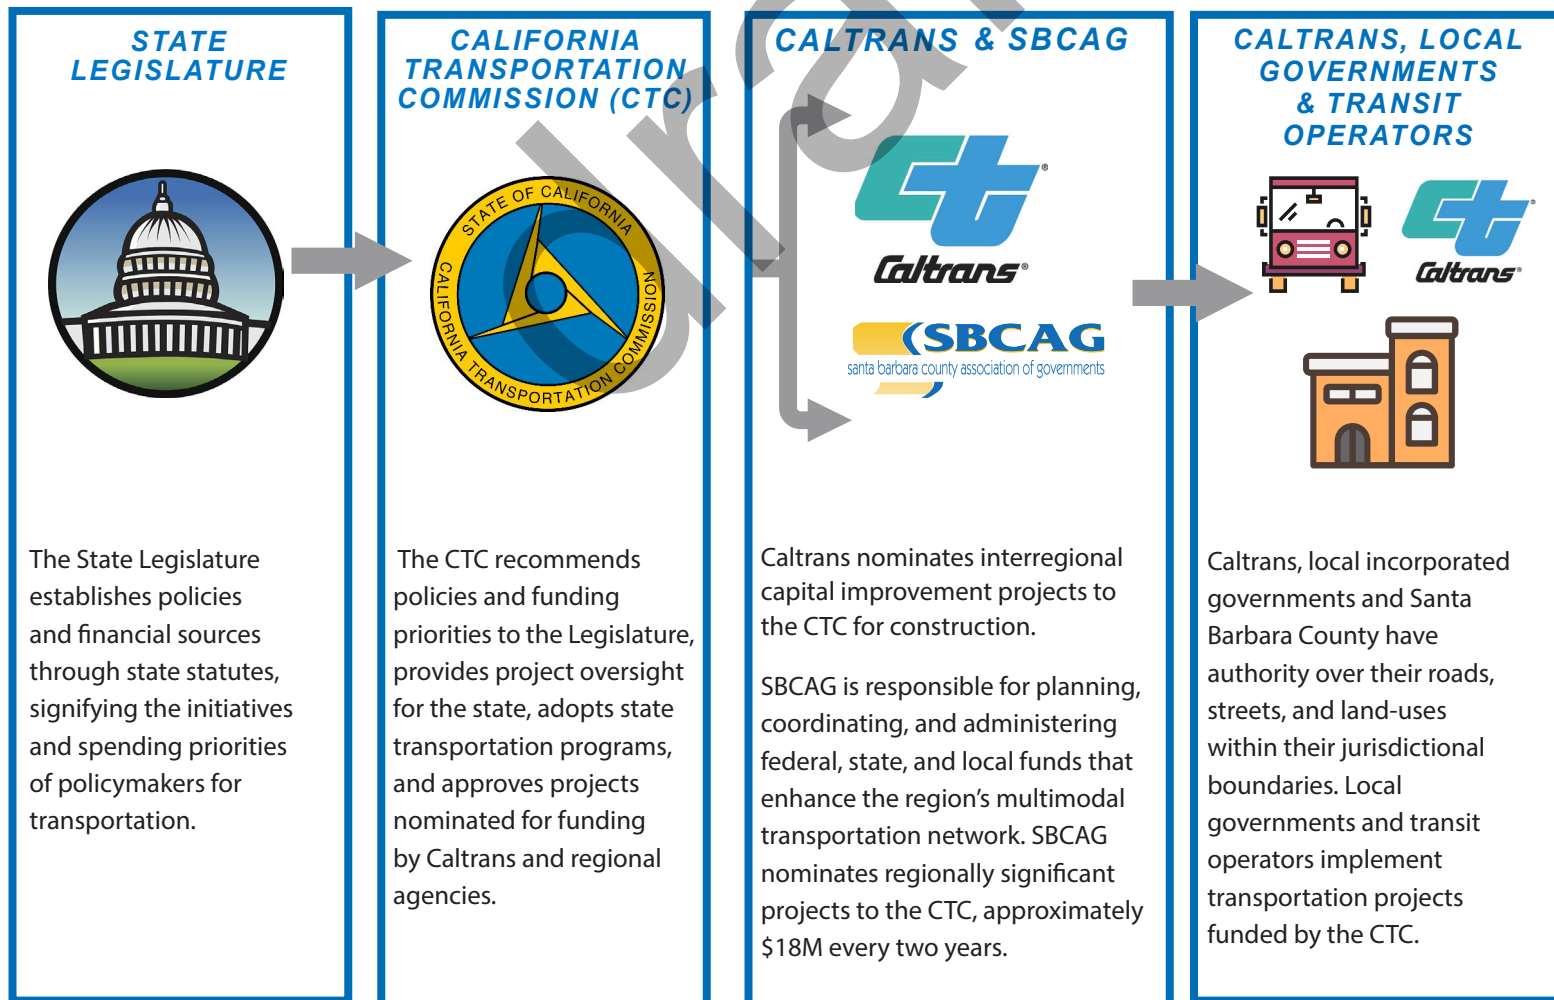 STATE
LEGISLATURE
The State Legislature
establishes policies
and financial sources
through state statutes,
signifying the initiatives
and spending priorities
of policymakers for
transportation.
CALIFORNIA
TRANSPORTATION
COMMISSION (CTC)
STATE OF CALIFORNIA
CALIFORNIA TRANSPORTATION COMMISSION
The CTC recommends
policies and funding
priorities to the Legislature,
provides project oversight
for the state, adopts state
transportation programs,
and approves projects
nominated for funding
by Caltrans and regional
agencies.
CALTRANS & SBCAG
Ct®
Caltrans®
SBCAG
santa barbara county association of governments
Caltrans nominates interregional
capital improvement projects to
the CTC for construction.
SBCAG is responsible for planning,
coordinating, and administering
federal, state, and local funds that
enhance the region's multimodal
transportation network. SBCAG
nominates regionally significant
projects to the CTC, approximately
$18M every two years.
CALTRANS, LOCAL
GOVERNMENTS
& TRANSIT
OPERATORS
Ct®
Caltrans®
Caltrans, local incorporated
governments and Santa
Barbara County have
authority over their roads,
streets, and land-uses
within their jurisdictional
boundaries. Local
governments and transit
operators implement
transportation projects
funded by the CTC.